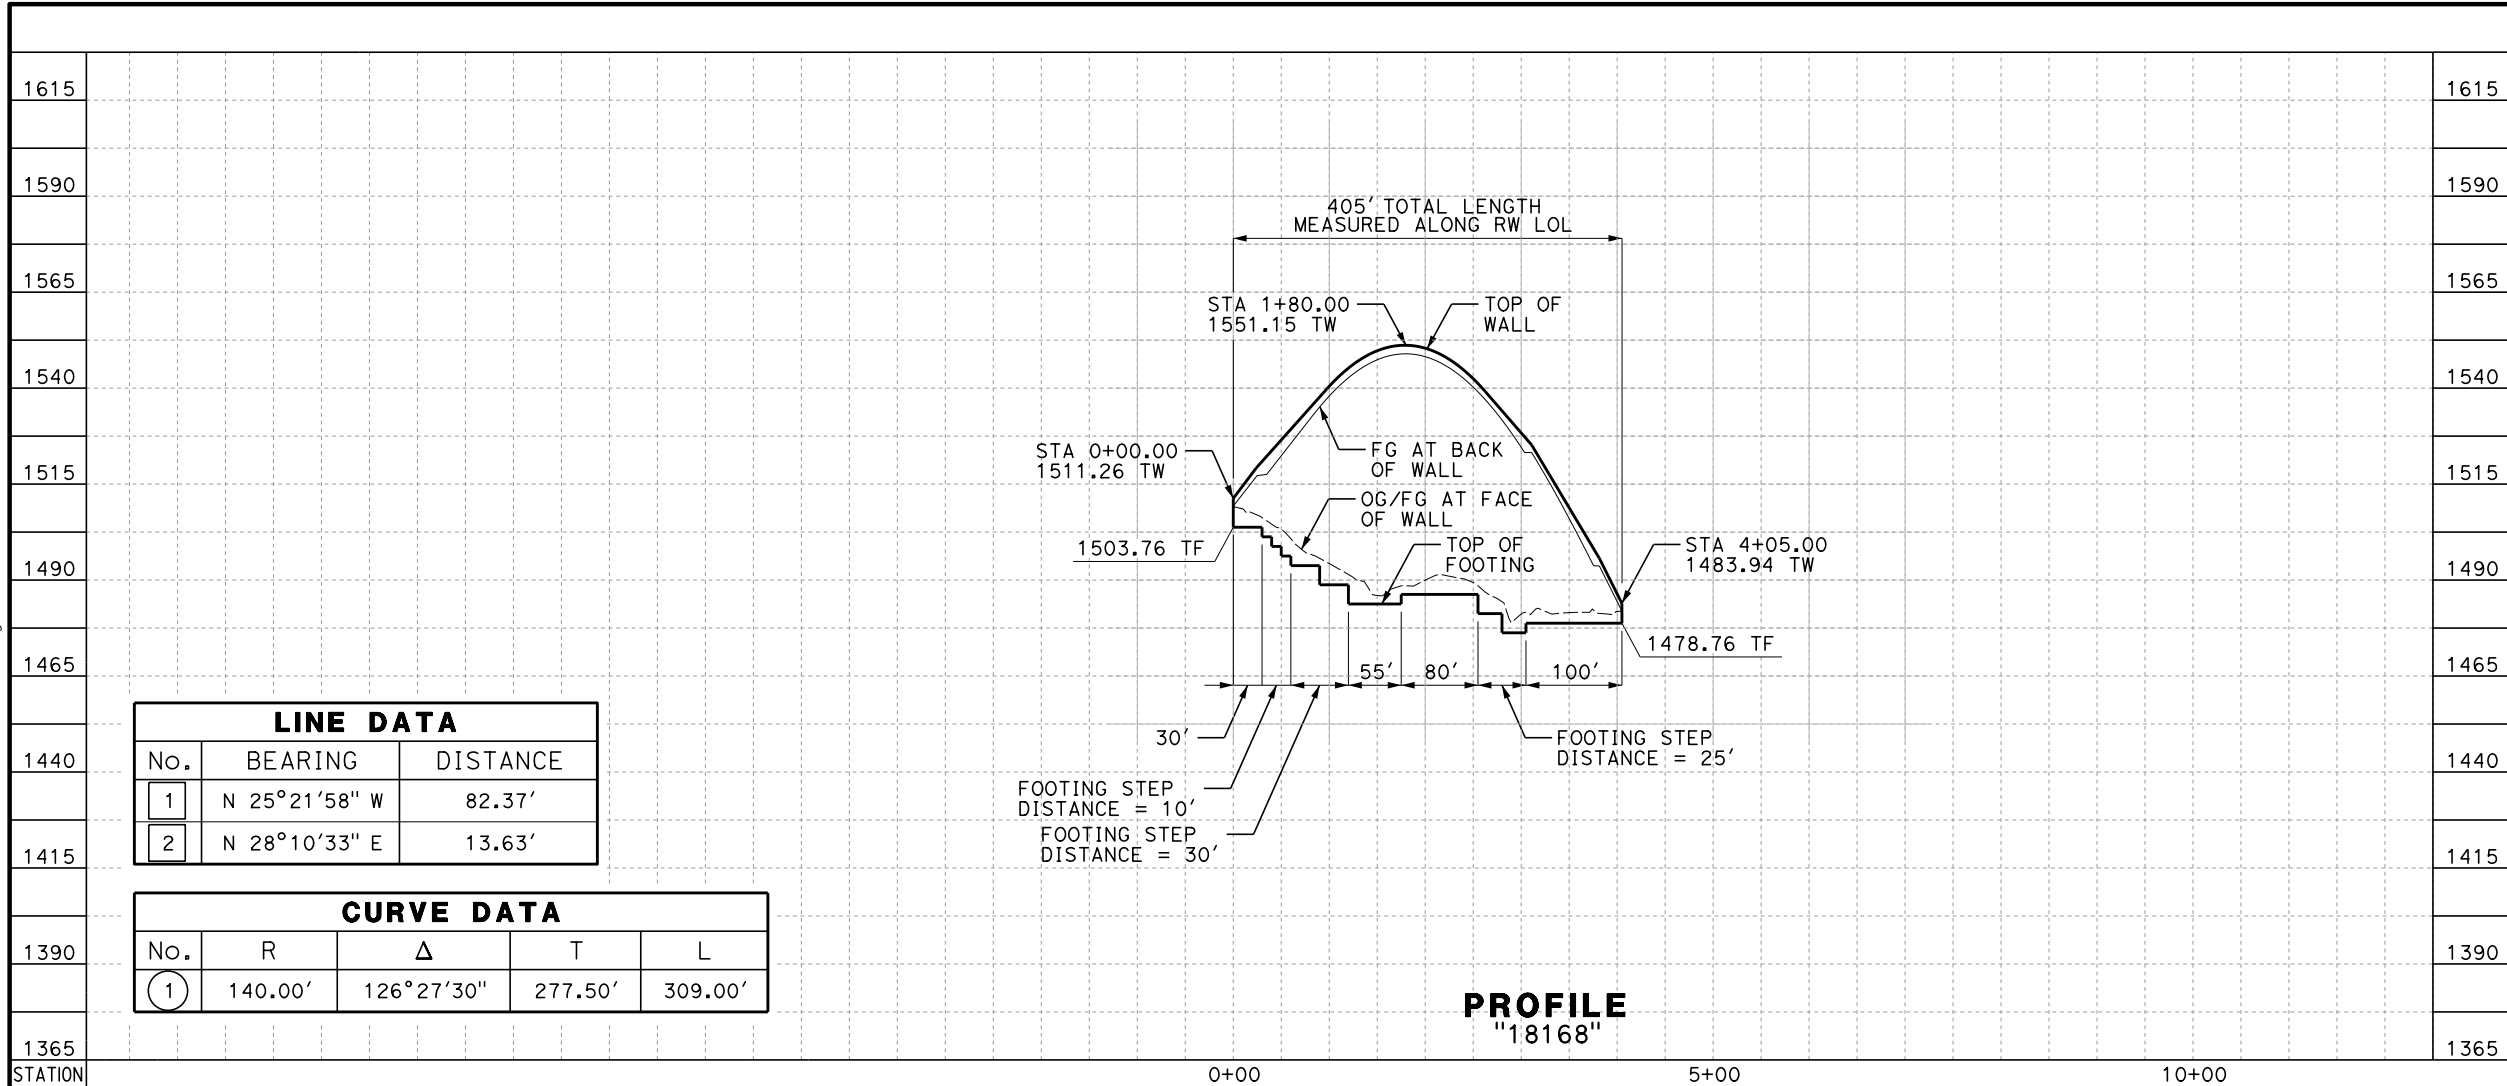 1615
1615
1590
1590
405' TOTAL LENGTH
MEASURED ALONG RW LOL
1565
1565
STA 1+80.00
1551.15 TW
TOP OF
WALL
1540
1540
STA 0+00.00
1511.26 TW
FG AT BACK
OF WALL
1515
1515
OG/FG AT FACE
OF WALL
1503.76 TF
TOP OF
FOOTING
STA 4+05.00
1483.94 TW
1490
1490
1478.76 TF
1465
55'
80'
100'
1465
30'
FOOTING STEP
DISTANCE = 25'
FOOTING STEP
DISTANCE = 10'
FOOTING STEP
DISTANCE = 30'
LINE DATA
No. BEARING DISTANCE
1 N 25°21'58" W 82.37'
2 N 28°10'33" E 13.63'
1440
1440
1415
1415
CURVE DATA
No. R Δ T L
1 140.00' 126°27'30" 277.50' 309.00'
1390
1390
PROFILE
"18168"
1365
1365
STATION 0+00 5+00 10+00